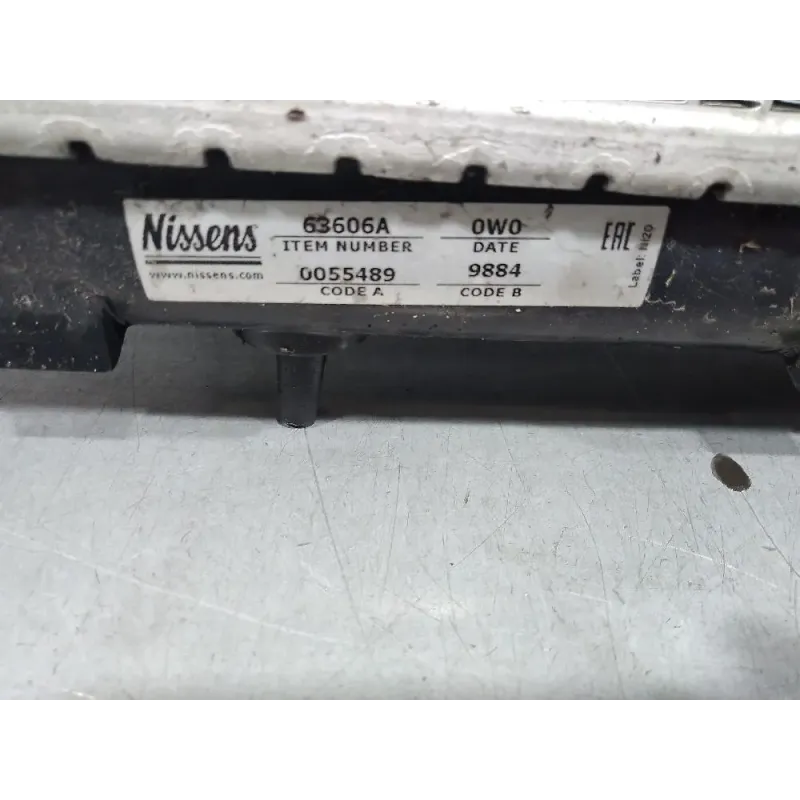 Nissens
www.nissens.com
63606A
ITEM NUMBER
0W0
DATE
0055489
CODE A
9884
CODE B
EAC
Label: NI20